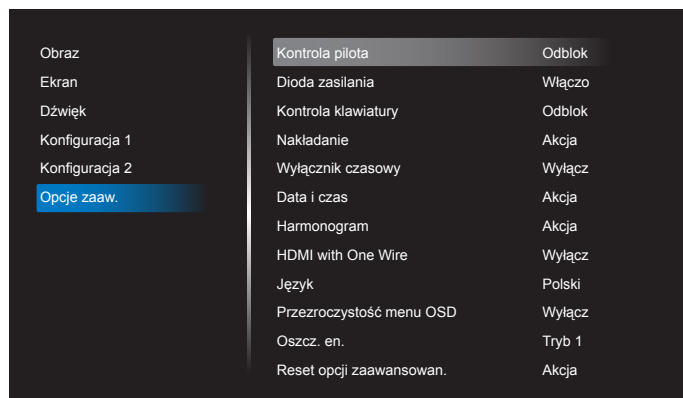 Obraz
Ekran
Dźwięk
Konfiguracja 1
Konfiguracja 2
Opcje zaaw.
Kontrola pilota Odblok
Dioda zasilania Włączo
Kontrola klawiatury Odblok
Nakładanie Akcja
Wyłącznik czasowy Wyłącz
Data i czas Akcja
Harmonogram Akcja
HDMI with One Wire Wyłącz
Język Polski
Przezroczystość menu OSD Wyłącz
Oszcz. en. Tryb 1
Reset opcji zaawansowan. Akcja